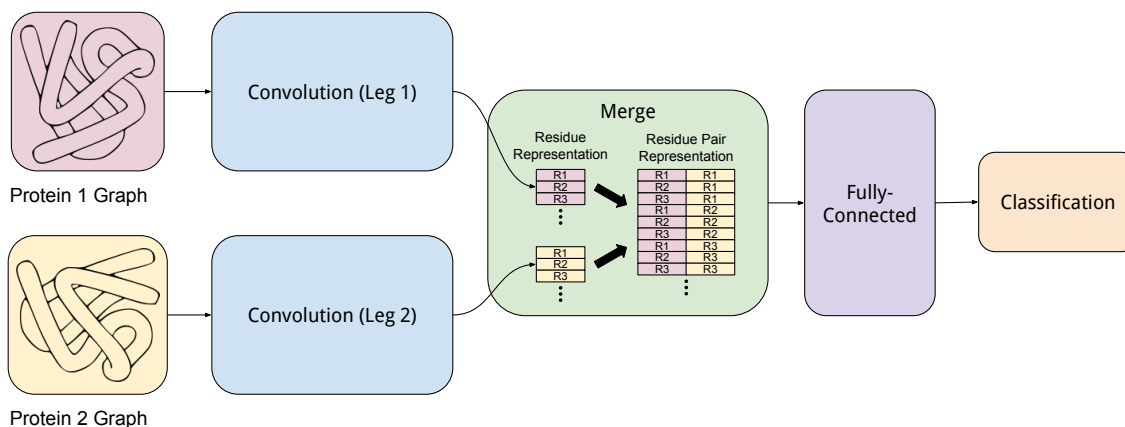 Protein 1 Graph
Convolution (Leg 1)
Protein 2 Graph
Convolution (Leg 2)
Merge
Residue
Representation
R1
R2
R3
R1
R2
R3
Residue Pair
Representation
R1 R1
R2 R1
R3 R1
R1 R2
R2 R2
R3 R2
R1 R3
R2 R3
R3 R3
Fully-
Connected
Classification